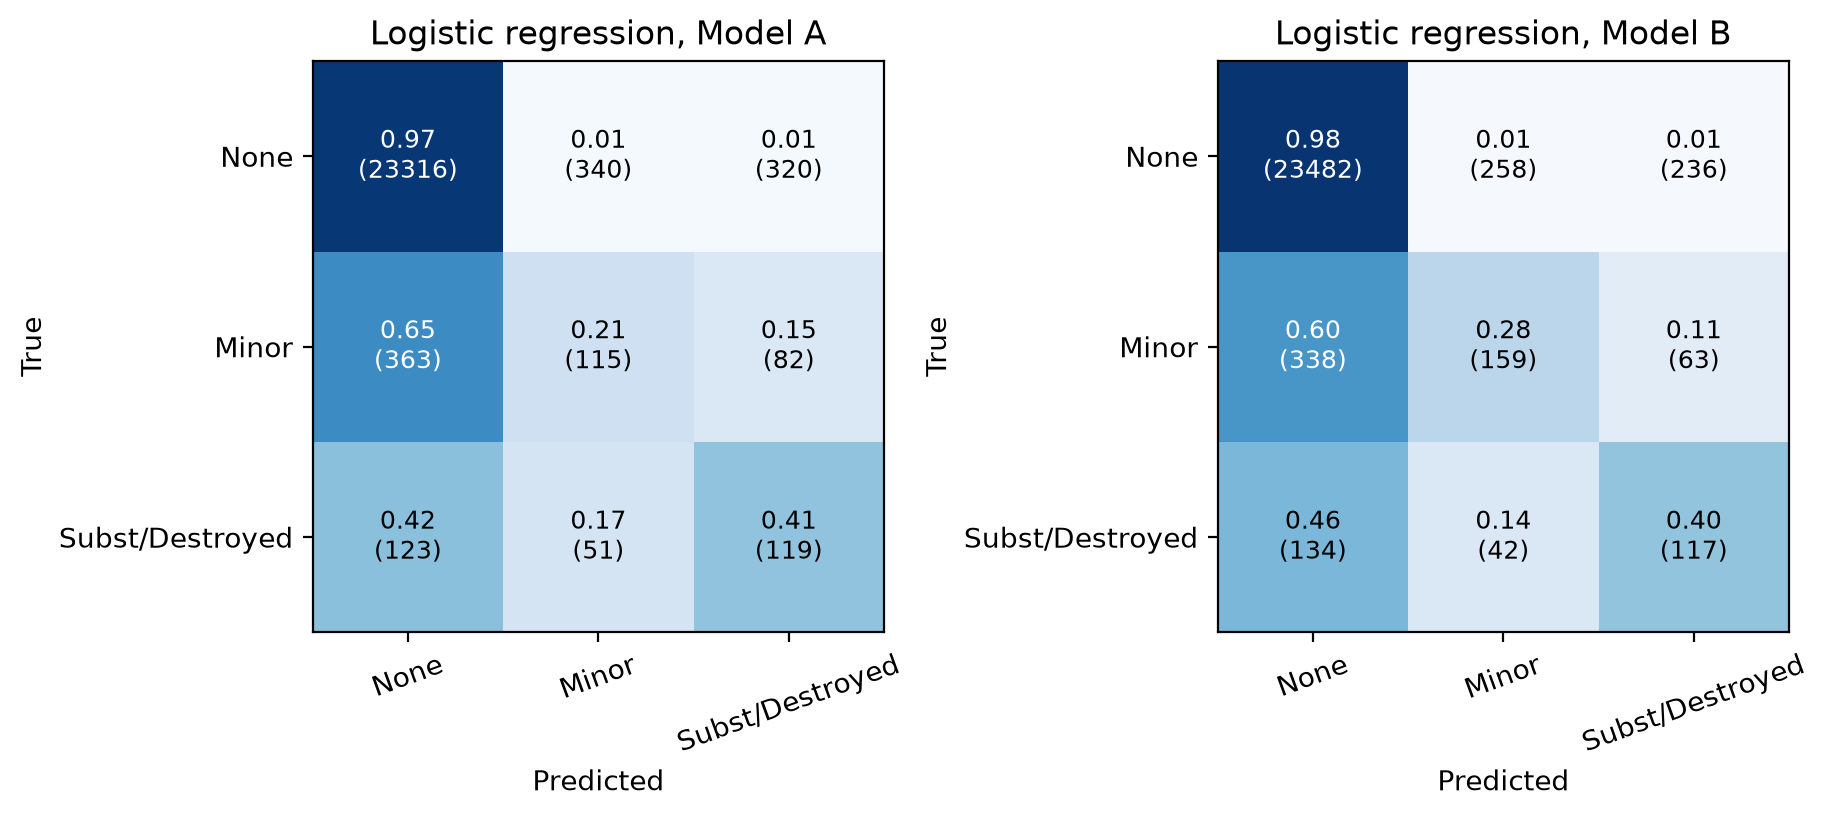 Logistic regression, Model A
True
None
0.97
(23316)
0.01
(340)
0.01
(320)
Minor
0.65
(363)
0.21
(115)
0.15
(82)
Subst/Destroyed
0.42
(123)
0.17
(51)
0.41
(119)
None
Minor
Subst/Destroyed
Predicted
Logistic regression, Model B
True
None
0.98
(23482)
0.01
(258)
0.01
(236)
Minor
0.60
(338)
0.28
(159)
0.11
(63)
Subst/Destroyed
0.46
(134)
0.14
(42)
0.40
(117)
None
Minor
Subst/Destroyed
Predicted